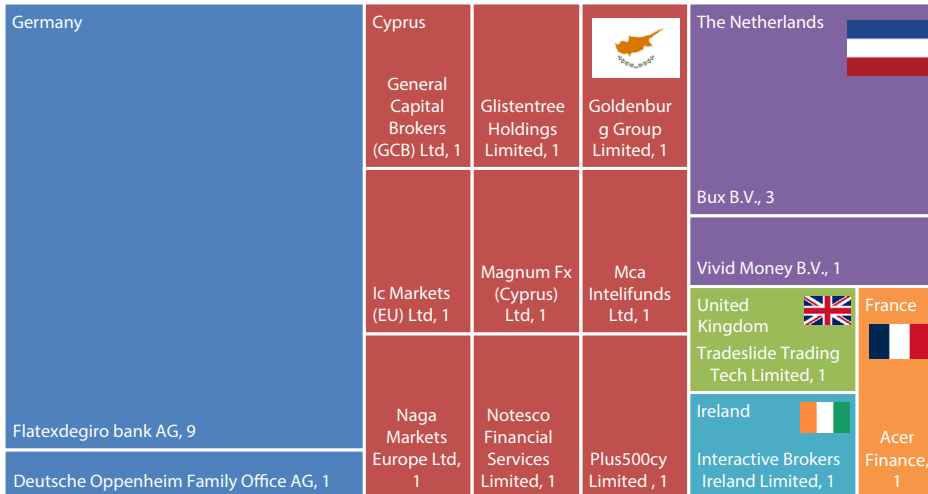 Germany
Flatexdegiro bank AG, 9
Deutsche Oppenheim Family Office AG, 1
Cyprus
General
Capital
Brokers
(GCB) Ltd, 1
Glistentree
Holdings
Limited, 1
Goldenbur
g Group
Limited, 1
Ic Markets
(EU) Ltd, 1
Magnum Fx
(Cyprus)
Ltd, 1
Mca
Intelifunds
Ltd, 1
Naga
Markets
Europe Ltd,
1
Notesco
Financial
Services
Limited, 1
Plus500cy
Limited , 1
The Netherlands
Bux B.V., 3
Vivid Money B.V., 1
United
Kingdom
Tradeslide Trading
Tech Limited, 1
Ireland
Interactive Brokers
Ireland Limited, 1
France
Acer
Finance,
1